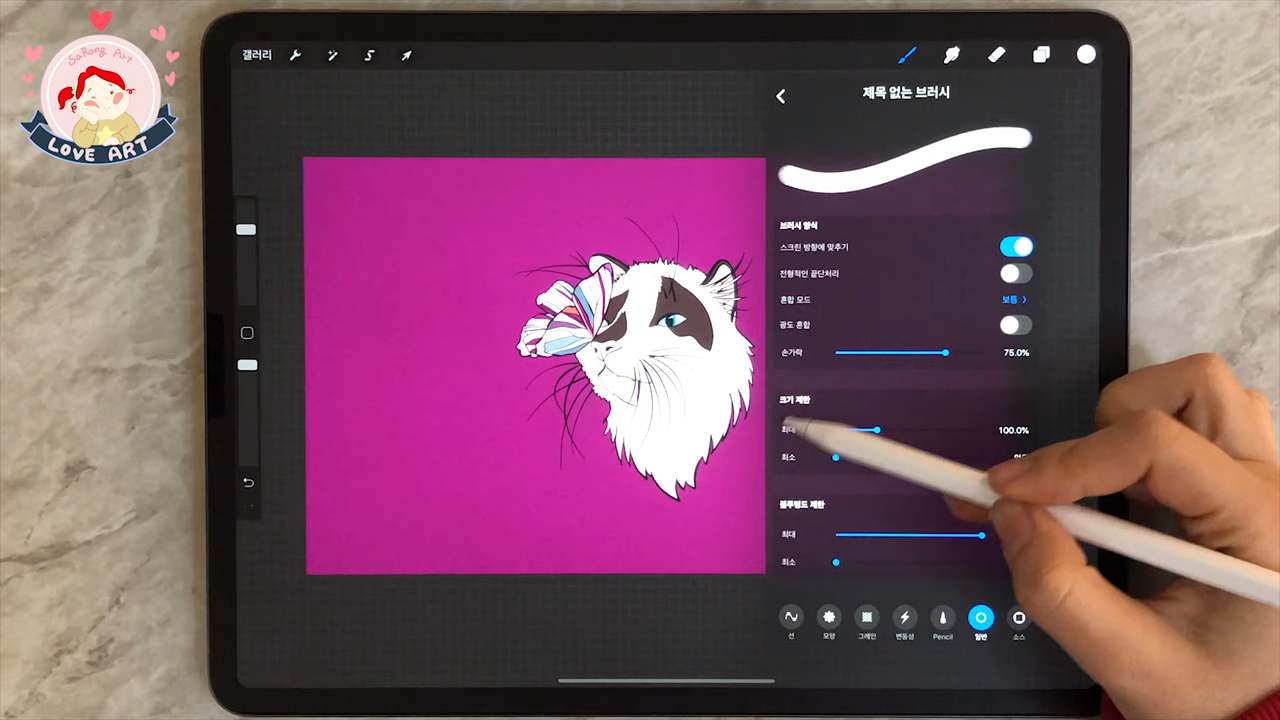 SaRang Art
LOVE ART
갤러리
제목 없는 브러시
브러시 양식
스크린 방향에 맞추기
전형적인 끝단처리
혼합 모드
보통
광도 혼합
손가락
75.0%
크기 제한
최대
100.0%
최소
불투명도 제한
최대
최소
선
모양
그레인
변동성
Pencil
일반
소스